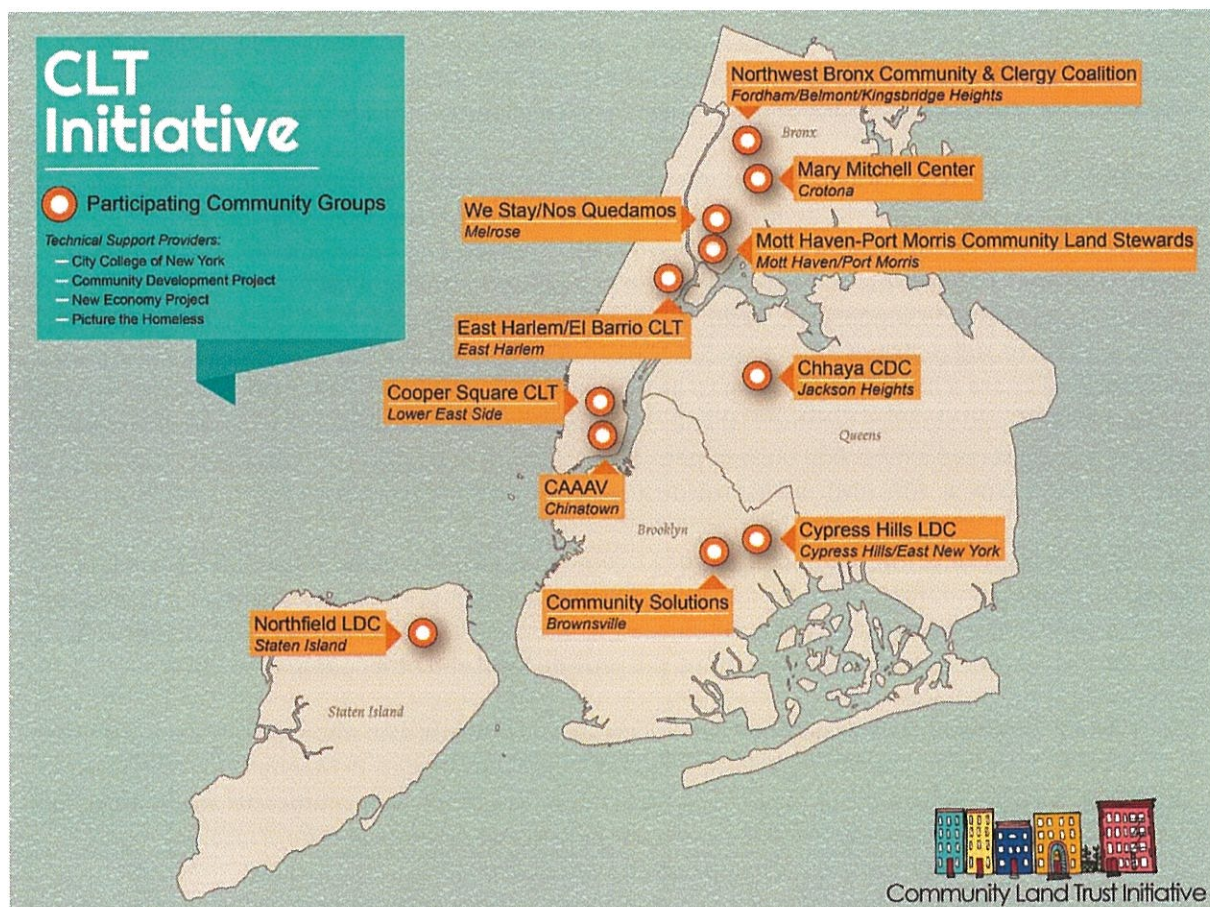 CLT
Initiative
Participating Community Groups
Technical Support Providers:
— City College of New York
— Community Development Project
— New Economy Project
— Picture the Homeless
Northwest Bronx Community & Clergy Coalition
Fordham/Belmont/Kingsbridge Heights
Bronx
Mary Mitchell Center
Crotona
We Stay/Nos Quedamos
Melrose
Mott Haven-Port Morris Community Land Stewards
Mott Haven/Port Morris
East Harlem/El Barrio CLT
East Harlem
Chhaya CDC
Jackson Heights
Cooper Square CLT
Lower East Side
Queens
CAAAV
Chinatown
Brooklyn
Cypress Hills LDC
Cypress Hills/East New York
Community Solutions
Brownsville
Northfield LDC
Staten Island
Staten Island
Community Land Trust Initiative